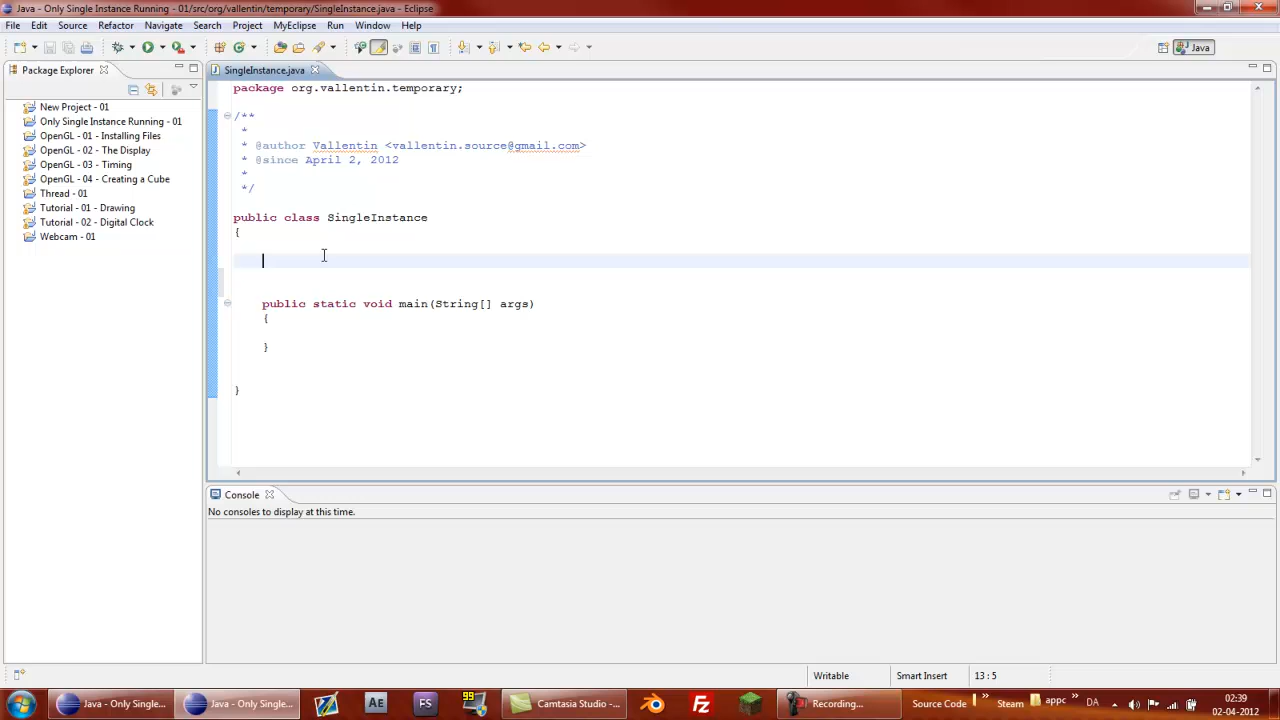 Java - Only Single Instance Running - 01/src/org/vallentin/temporary/SingleInstance.java - Eclipse
File Edit Source Refactor Navigate Search Project MyEclipse Run Window Help
Java
Package Explorer
New Project - 01
Only Single Instance Running - 01
OpenGL - 01 - Installing Files
OpenGL - 02 - The Display
OpenGL - 03 - Timing
OpenGL - 04 - Creating a Cube
Thread - 01
Tutorial - 01 - Drawing
Tutorial - 02 - Digital Clock
Webcam - 01
SingleInstance.java
package org.vallentin.temporary;
/**
*
* @author Vallentin <vallentin.source@gmail.com>
* @since April 2, 2012
*
*/
public class SingleInstance
{
public static void main(String[] args)
{
}
}
Console
No consoles to display at this time.
Writable Smart Insert 13 : 5
Java - Only Single... Java - Only Single... AE FS 99 Camtasia Studio - ... Fz Recording... Source Code » Steam appc » DA 02:39
02-04-2012